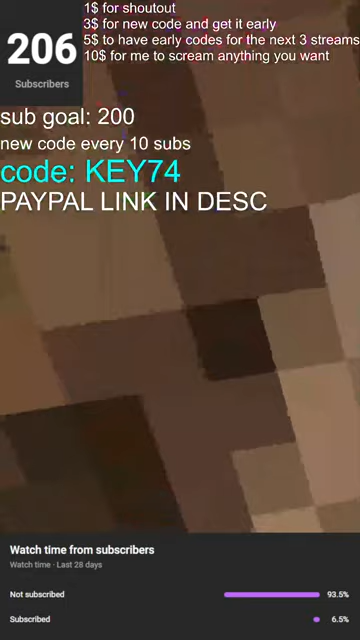 1$ for shoutout
3$ for new code and get it early
5$ to have early codes for the next 3 streams
10$ for me to scream anything you want
206
Subscribers
sub goal: 200
new code every 10 subs
code: KEY74
PAYPAL LINK IN DESC
Watch time from subscribers
Watch time · Last 28 days
Not subscribed 93.5%
Subscribed 6.5%